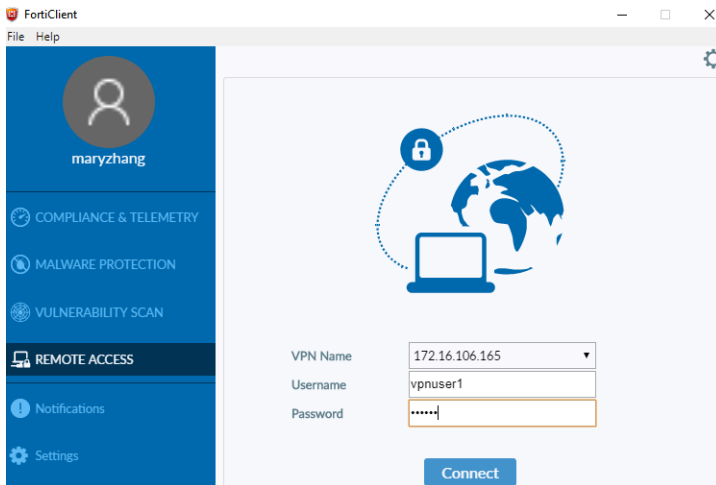 FortiClient
File Help
maryzhang
COMPLIANCE & TELEMETRY
MALWARE PROTECTION
VULNERABILITY SCAN
REMOTE ACCESS
Notifications
Settings
VPN Name 172.16.106.165
Username vpnuser1
Password ••••••
Connect